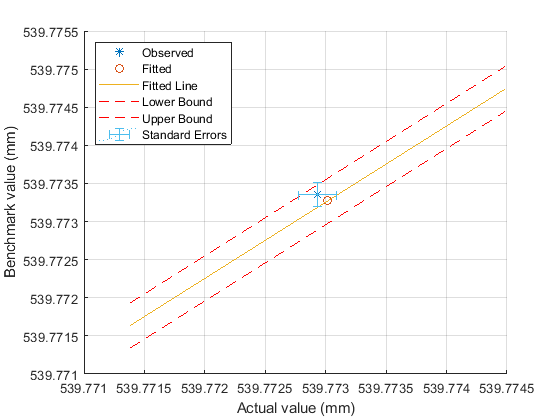 539.7755
539.775
539.7745
539.774
539.7735
539.773
539.7725
539.772
539.7715
539.771
Benchmark value (mm)
Observed
Fitted
Fitted Line
Lower Bound
Upper Bound
Standard Errors
539.771 539.7715 539.772 539.7725 539.773 539.7735 539.774 539.7745
Actual value (mm)